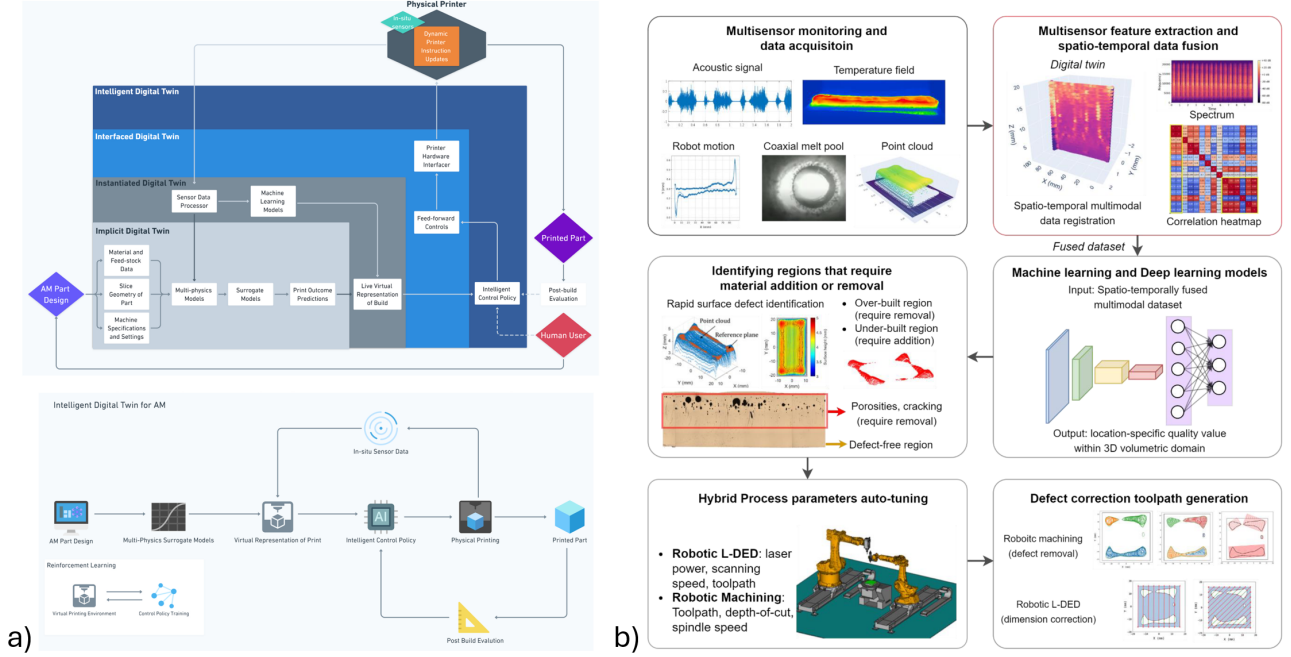 Physical Printer
In-situ
sensors
Dynamic
Printer
Instruction
Updates
Intelligent Digital Twin
Interfaced Digital Twin
Printer
Hardware
Interfacer
Instantiated Digital Twin
Sensor Data
Processor
Machine
Learning
Models
Feed-forward
Controls
Implicit Digital Twin
Material and
Feed-stock
Data
Slice
Geometry of
Part
Machine
Specifications
and Settings
AM Part
Design
Multi-physics
Models
Surrogate
Models
Print Outcome
Predictions
Live Virtual
Representation
of Build
Intelligent
Control Policy
Printed Part
Post-build
Evaluation
Human User
Intelligent Digital Twin for AM
In-situ Sensor Data
AM Part Design
Multi-Physics Surrogate Models
Virtual Representation of Print
AI
Intelligent Control Policy
Physical Printing
Printed Part
Reinforcement Learning
Virtual Printing Environment
Control Policy Training
Post Build Evalution
a)
b)
Multisensor monitoring and
data acquisitoin
Acoustic signal
Temperature field
Robot motion
Coaxial melt pool
Point cloud
Multisensor feature extraction and
spatio-temporal data fusion
Digital twin
Z (mm)
X (mm)
Y (mm)
Time
Spectrum
Spatio-temporal multimodal
data registration
Correlation heatmap
Fused dataset
Identifying regions that require
material addition or removal
Rapid surface defect identification
Point cloud
Reference plane
Z (mm)
Y (mm)
X (mm)
Y (mm)
X (mm)
• Over-built region
(require removal)
• Under-built region
(require addition)
Porosities, cracking
(require removal)
Defect-free region
Machine learning and Deep learning models
Input: Spatio-temporally fused
multimodal dataset
Output: location-specific quality value
within 3D volumetric domain
Hybrid Process parameters auto-tuning
• Robotic L-DED: laser
power, scanning
speed, toolpath
• Robotic Machining:
Toolpath, depth-of-cut,
spindle speed
Defect correction toolpath generation
Roboitc machining
(defect removal)
Robotic L-DED
(dimension correction)